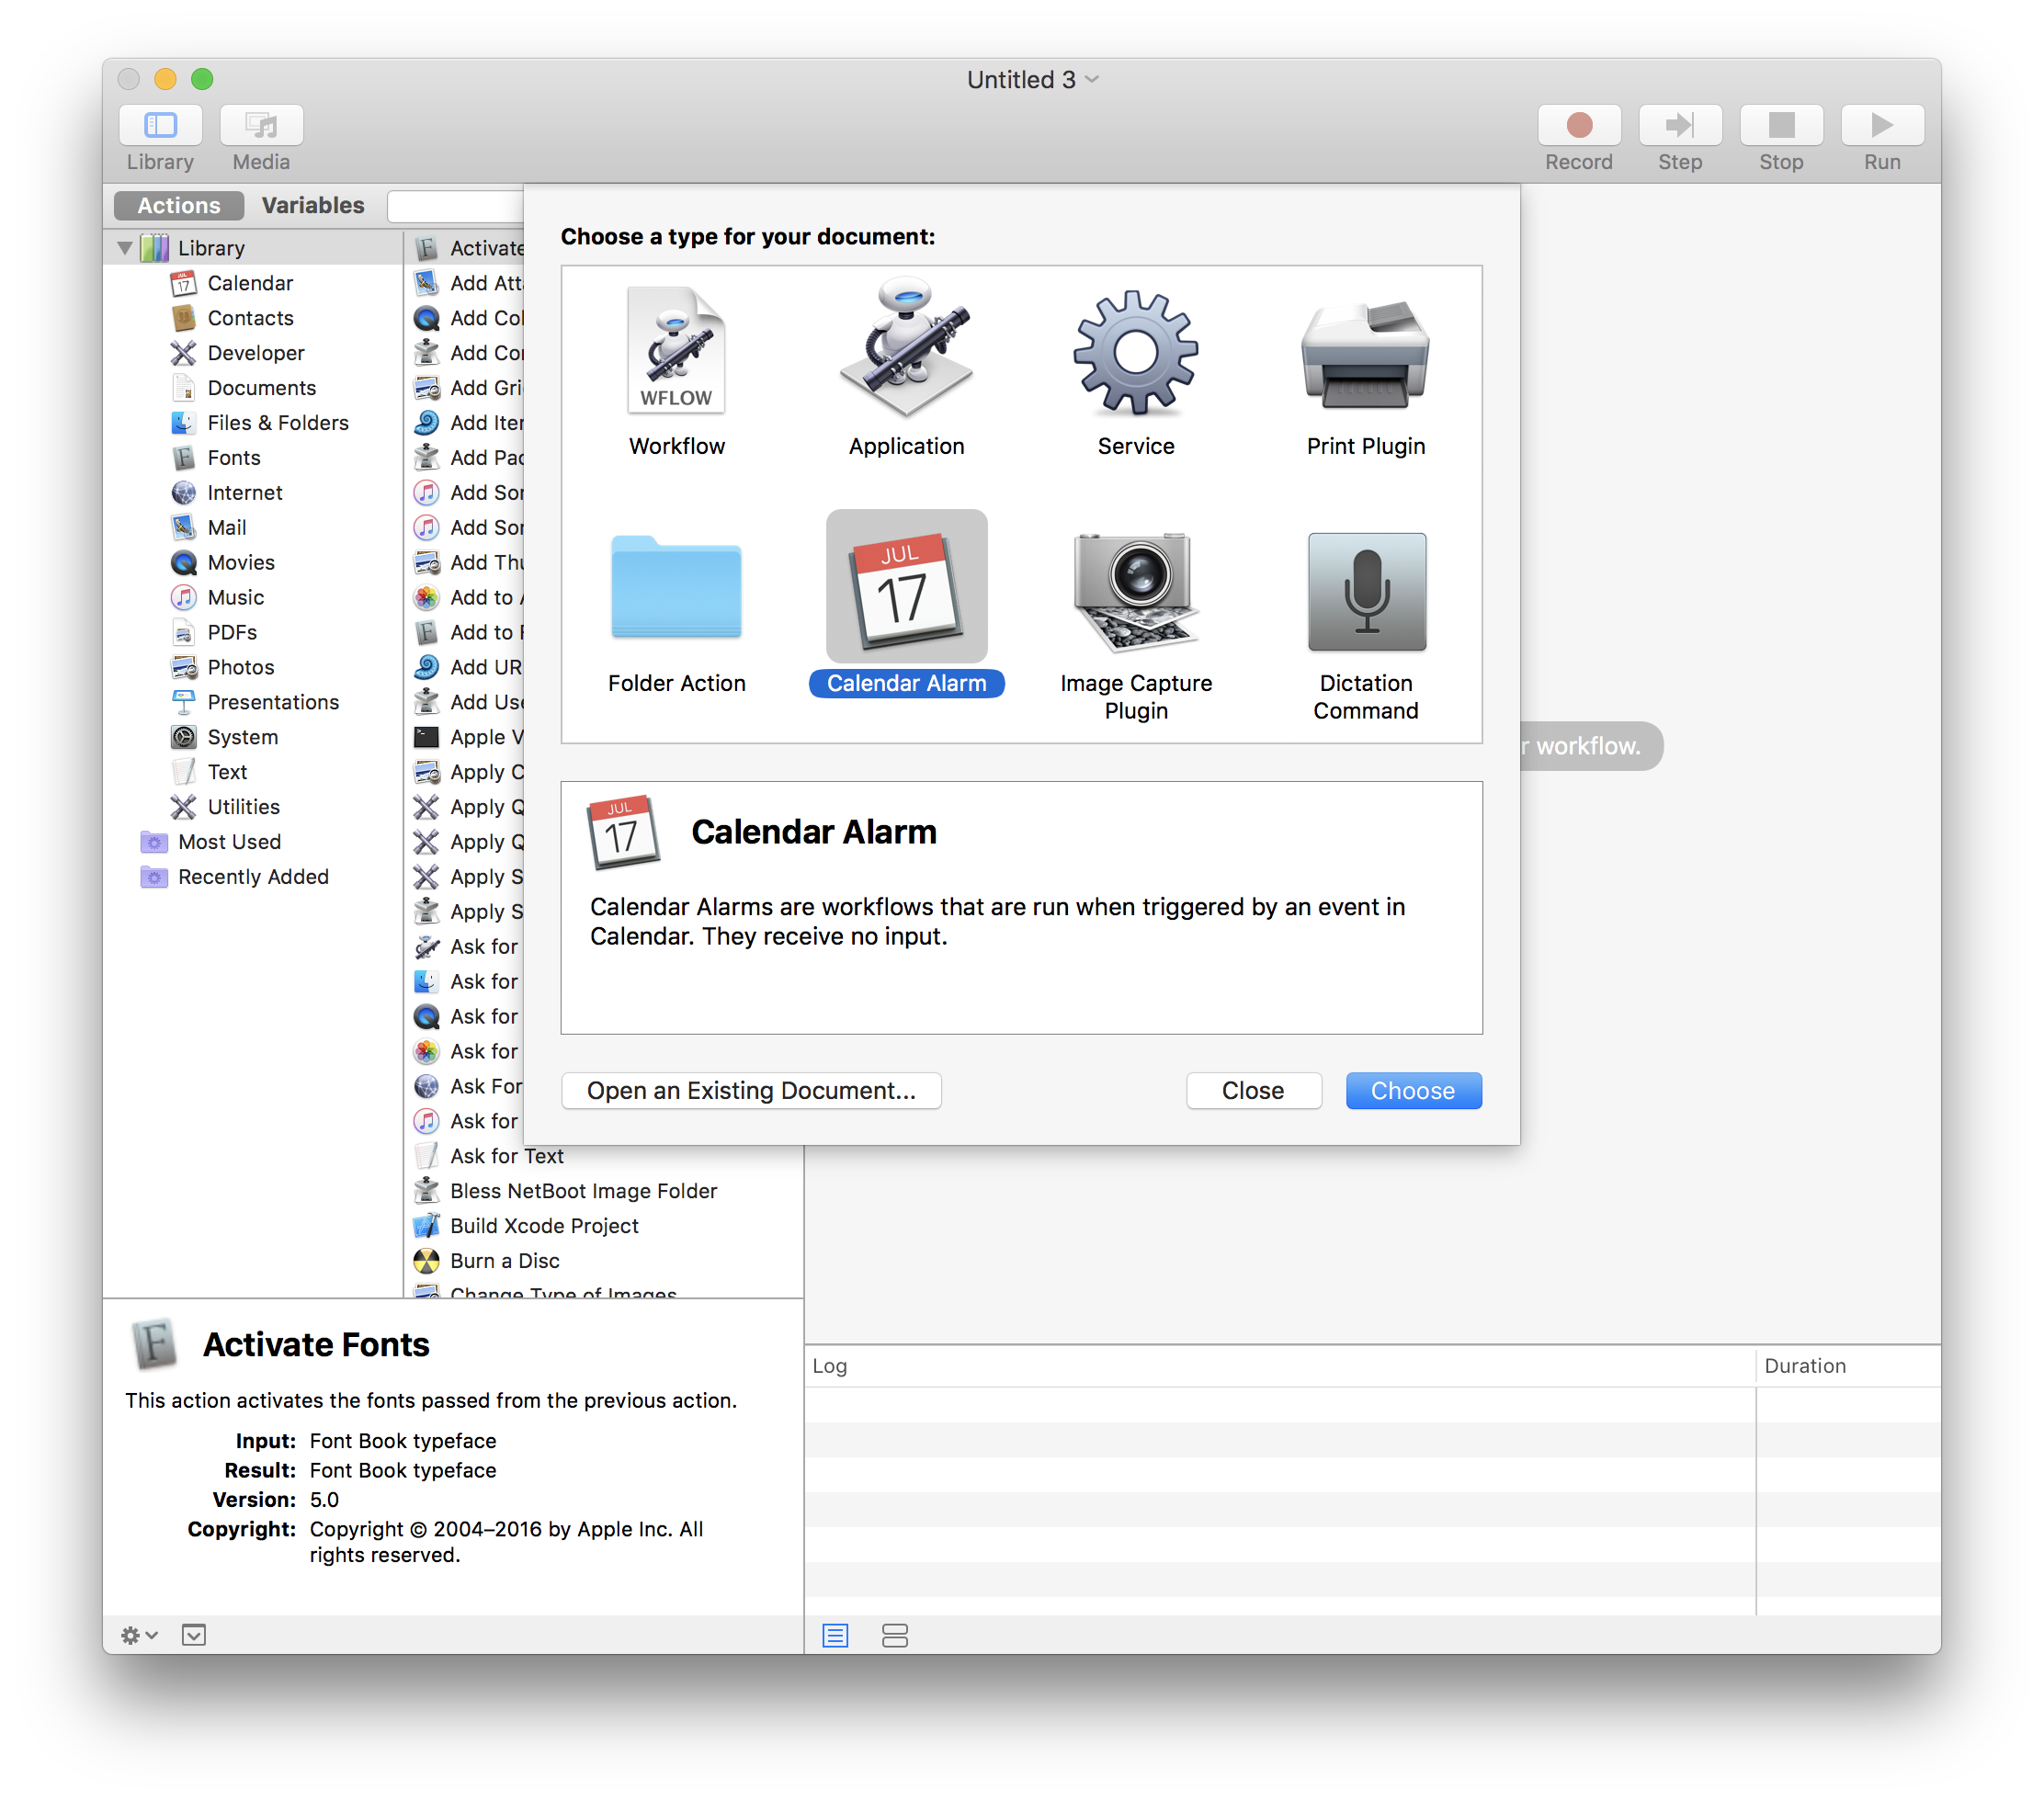 Untitled 3
Library
Media
Record
Step
Stop
Run
Actions
Variables
Library
Calendar
Contacts
Developer
Documents
Files & Folders
Fonts
Internet
Mail
Movies
Music
PDFs
Photos
Presentations
System
Text
Utilities
Most Used
Recently Added
Activate
Add Att
Add Col
Add Cor
Add Gri
Add Iter
Add Pac
Add Sor
Add Sor
Add Thu
Add to A
Add to F
Add UR
Add Use
Apple V
Apply C
Apply Q
Apply Q
Apply S
Apply S
Ask for
Ask for
Ask for
Ask for
Ask For
Ask for
Ask for Text
Bless NetBoot Image Folder
Build Xcode Project
Burn a Disc
Change Type of Images
Choose a type for your document:
WFLOW
Workflow
Application
Service
Print Plugin
Folder Action
JUL
17
Calendar Alarm
Image Capture
Plugin
Dictation
Command
r workflow.
JUL
17
Calendar Alarm
Calendar Alarms are workflows that are run when triggered by an event in
Calendar. They receive no input.
Open an Existing Document...
Close
Choose
Activate Fonts
This action activates the fonts passed from the previous action.
Input: Font Book typeface
Result: Font Book typeface
Version: 5.0
Copyright: Copyright © 2004–2016 by Apple Inc. All
rights reserved.
Log
Duration